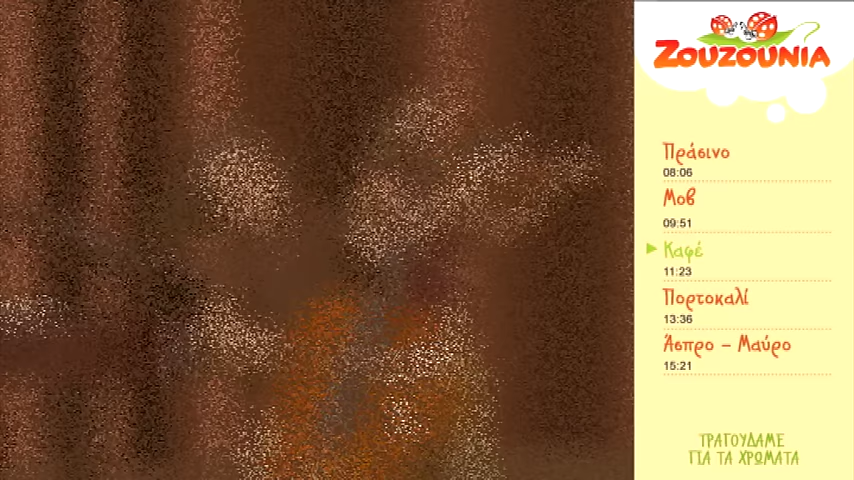 ZOUZOUNIA
Πράσινο
08:06
Μοβ
09:51
Καφέ
11:23
Πορτοκαλί
13:36
Άσπρο - Μαύρο
15:21
ΤΡΑΓΟΥΔΑΜΕ
ΓΙΑ ΤΑ ΧΡΩΜΑΤΑ